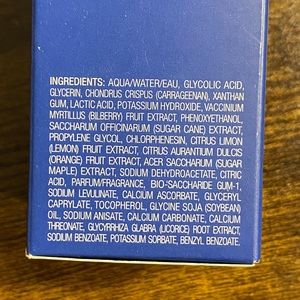 INGREDIENTS: AQUA/WATER/EAU, GLYCOLIC ACID,
GLYCERIN, CHONDRUS CRISPUS (CARRAGEENAN), XANTHAN
GUM, LACTIC ACID, POTASSIUM HYDROXIDE, VACCINIUM
MYRTILLUS (BILBERRY) FRUIT EXTRACT, PHENOXYETHANOL,
SACCHARUM OFFICINARUM (SUGAR CANE) EXTRACT,
PROPYLENE GLYCOL, CHLORPHENESIN, CITRUS LIMON
(LEMON) FRUIT EXTRACT, CITRUS AURANTIUM DULCIS
(ORANGE) FRUIT EXTRACT, ACER SACCHARUM (SUGAR
MAPLE) EXTRACT, SODIUM DEHYDROACETATE, CITRIC
ACID, PARFUM/FRAGRANCE, BIO-SACCHARIDE GUM-1,
SODIUM LEVULINATE, CALCIUM ASCORBATE, GLYCERYL
CAPRYLATE, TOCOPHEROL, GLYCINE SOJA (SOYBEAN)
OIL, SODIUM ANISATE, CALCIUM CARBONATE, CALCIUM
THREONATE, GLYCYRRHIZA GLABRA (LICORICE) ROOT EXTRACT,
SODIUM BENZOATE, POTASSIUM SORBATE, BENZYL BENZOATE.